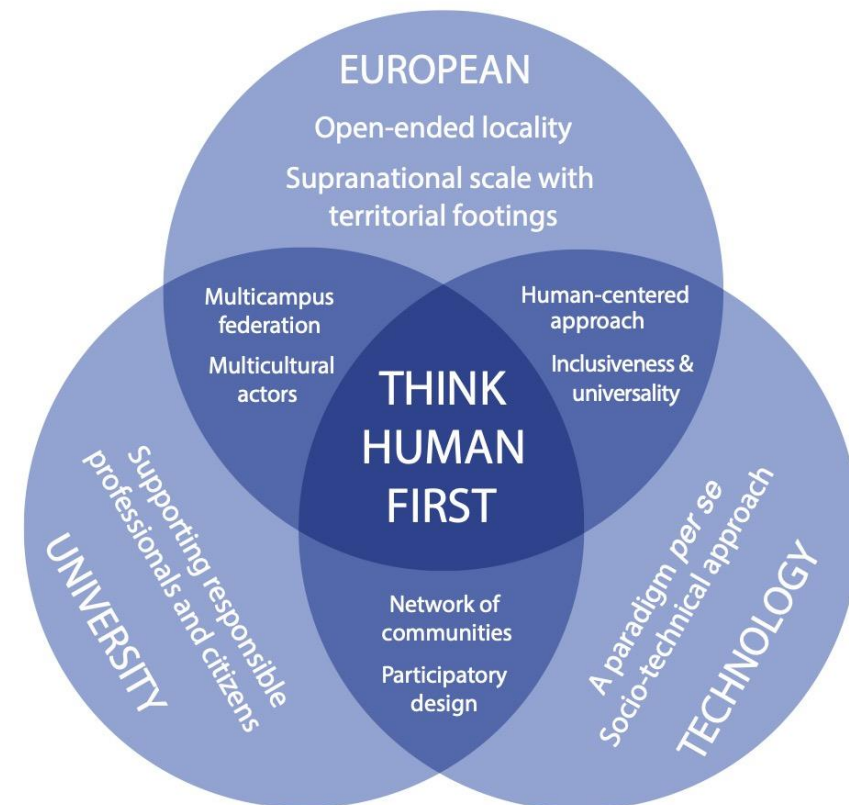 EUROPEAN
Open-ended locality
Supranational scale with
territorial footings
Multicampus
federation
Multicultural
actors
Human-centered
approach
Inclusiveness &
universality
THINK
HUMAN
FIRST
Supporting responsible
professionals and citizens
UNIVERSITY
Network of
communities
Participatory
design
A paradigm per se
Socio-technical approach
TECHNOLOGY